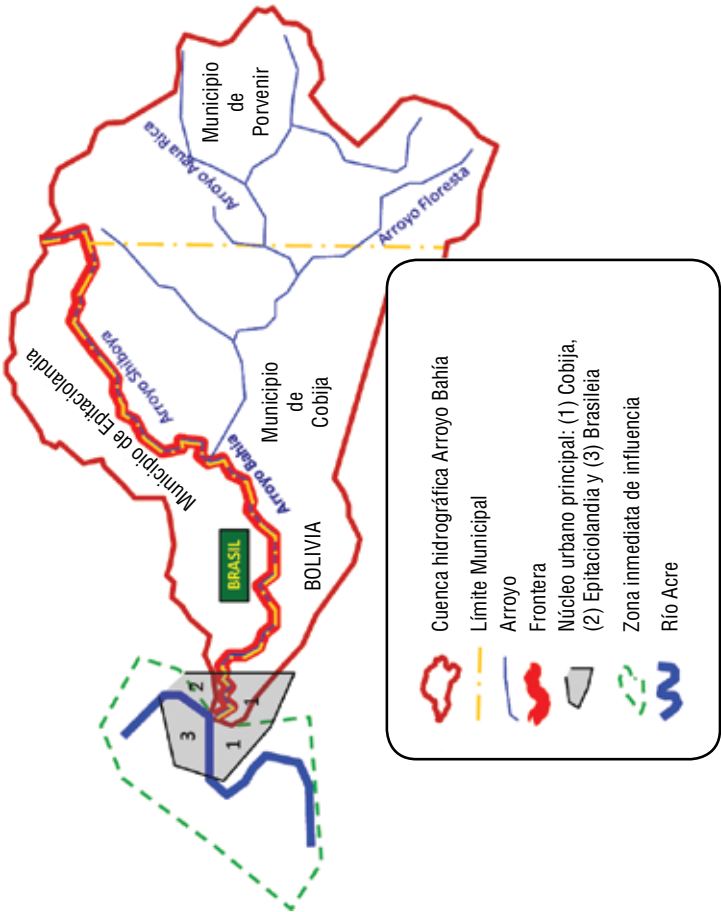 Municipio
de
Porvenir
Arroyo Agua Rica
Arroyo Floresta
Municipio de Epitaciolandia
Arroyo Shiboya
Municipio
de
Cobija
Arroyo Bahía
BRASIL
BOLIVIA
2
3
1
1
Cuenca hidrográfica Arroyo Bahía
Límite Municipal
Arroyo
Frontera
Núcleo urbano principal: (1) Cobija,
(2) Epitaciolandia y (3) Brasileia
Zona inmediata de influencia
Río Acre